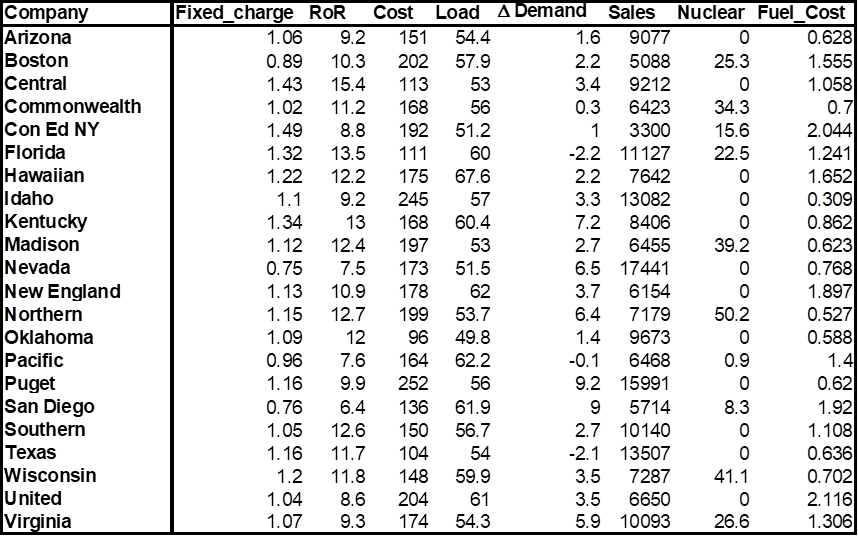 Company Fixed_charge RoR Cost Load Δ Demand Sales Nuclear Fuel_Cost
Arizona 1.06 9.2 151 54.4 1.6 9077 0 0.628
Boston 0.89 10.3 202 57.9 2.2 5088 25.3 1.555
Central 1.43 15.4 113 53 3.4 9212 0 1.058
Commonwealth 1.02 11.2 168 56 0.3 6423 34.3 0.7
Con Ed NY 1.49 8.8 192 51.2 1 3300 15.6 2.044
Florida 1.32 13.5 111 60 -2.2 11127 22.5 1.241
Hawaiian 1.22 12.2 175 67.6 2.2 7642 0 1.652
Idaho 1.1 9.2 245 57 3.3 13082 0 0.309
Kentucky 1.34 13 168 60.4 7.2 8406 0 0.862
Madison 1.12 12.4 197 53 2.7 6455 39.2 0.623
Nevada 0.75 7.5 173 51.5 6.5 17441 0 0.768
New England 1.13 10.9 178 62 3.7 6154 0 1.897
Northern 1.15 12.7 199 53.7 6.4 7179 50.2 0.527
Oklahoma 1.09 12 96 49.8 1.4 9673 0 0.588
Pacific 0.96 7.6 164 62.2 -0.1 6468 0.9 1.4
Puget 1.16 9.9 252 56 9.2 15991 0 0.62
San Diego 0.76 6.4 136 61.9 9 5714 8.3 1.92
Southern 1.05 12.6 150 56.7 2.7 10140 0 1.108
Texas 1.16 11.7 104 54 -2.1 13507 0 0.636
Wisconsin 1.2 11.8 148 59.9 3.5 7287 41.1 0.702
United 1.04 8.6 204 61 3.5 6650 0 2.116
Virginia 1.07 9.3 174 54.3 5.9 10093 26.6 1.306